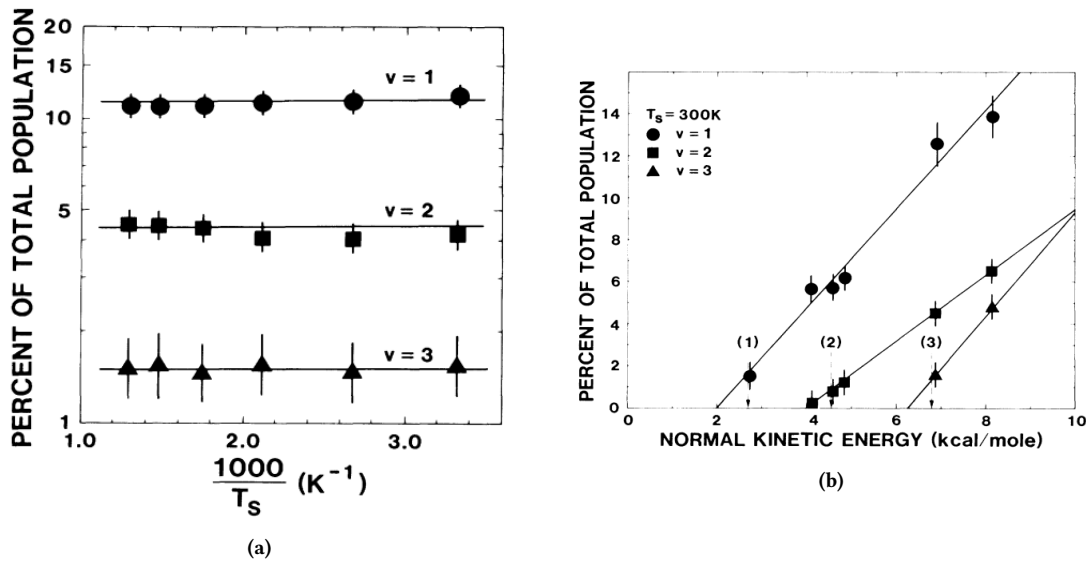 PERCENT OF TOTAL POPULATION
20
15
10
5
1
v = 1
v = 2
v = 3
1.0
2.0
3.0
1000
T_S (K⁻¹)
(a)
PERCENT OF TOTAL POPULATION
14
12
10
8
6
4
2
0
T_S = 300K
v = 1
v = 2
v = 3
(1)
(2)
(3)
0
2
4
6
8
10
NORMAL KINETIC ENERGY (kcal/mole)
(b)